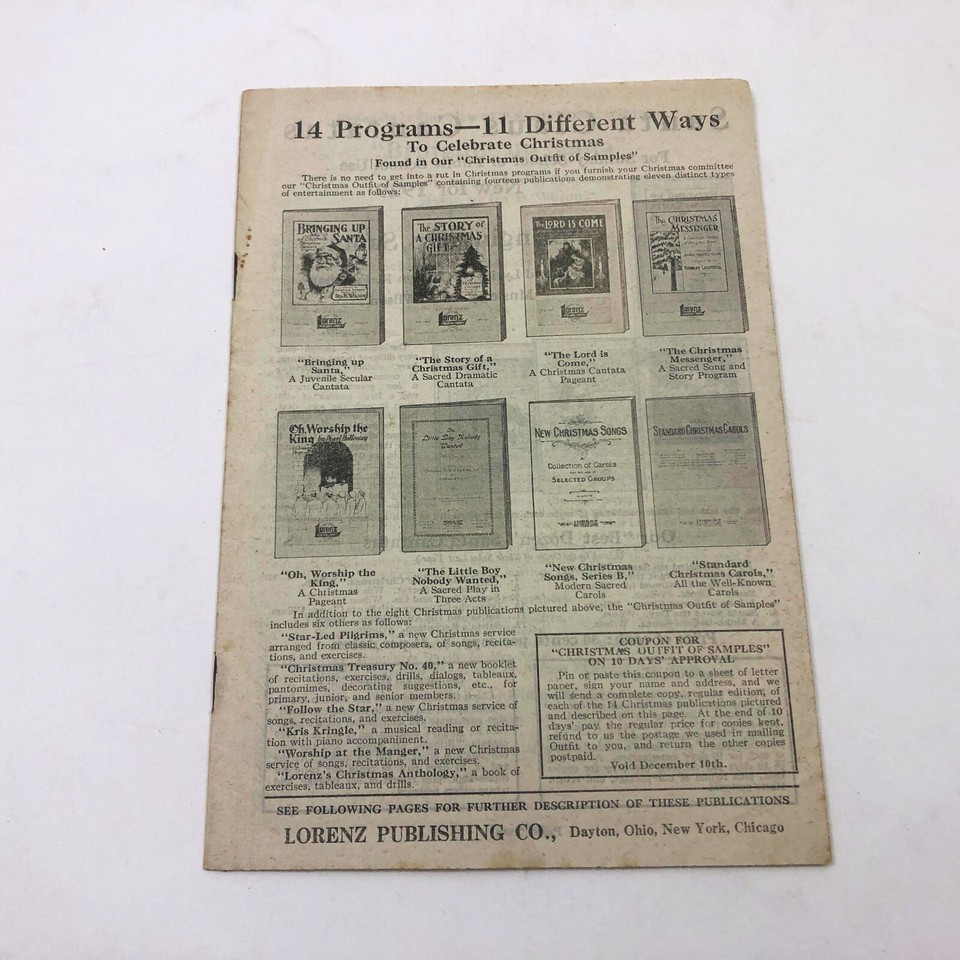 14 Programs—11 Different Ways
To Celebrate Christmas
Found in Our "Christmas Outfit of Samples"
There is no need to get into a rut in Christmas programs if you furnish your Christmas committee
our "Christmas Outfit of Samples" containing fourteen publications demonstrating eleven distinct types
of entertainment as follows:
BRINGING UP
SANTA
Lorenz
The STORY of
A CHRISTMAS
GIFT
Lorenz
The LORD IS COME
Lorenz
The CHRISTMAS
MESSENGER
Lorenz
"Bringing up
Santa,"
A Juvenile Secular
Cantata
"The Story of a
Christmas Gift,"
A Sacred Dramatic
Cantata
"The Lord is
Come,"
A Christmas Cantata
Pageant
"The Christmas
Messenger,"
A Sacred Song and
Story Program
Oh, Worship the
King by Pearl Holloway
Lorenz
The
Little Boy Nobody
Wanted
NEW CHRISTMAS SONGS
A
Collection of Carols
SELECTED GROUPS
STANDARD CHRISTMAS CAROLS
"Oh, Worship the
King,"
A Christmas
Pageant
"The Little Boy
Nobody Wanted,"
A Sacred Play in
Three Acts
"New Christmas
Songs, Series B,"
Modern Sacred
Carols
"Standard
Christmas Carols,"
All the Well-Known
Carols
In addition to the eight Christmas publications pictured above, the "Christmas Outfit of Samples"
includes six others as follows:
"Star-Led Pilgrims," a new Christmas service
arranged from classic composers, of songs, recita-
tions, and exercises.
"Christmas Treasury No. 40," a new booklet
of recitations, exercises, drills, dialogs, tableaux,
pantomimes, decorating suggestions, etc., for
primary, junior, and senior members.
"Follow the Star," a new Christmas service of
songs, recitations, and exercises.
"Kris Kringle," a musical reading or recita-
tion with piano accompaniment.
"Worship at the Manger," a new Christmas
service of songs, recitations, and exercises.
"Lorenz's Christmas Anthology," a book of
exercises, tableaux, and drills.
COUPON FOR
"CHRISTMAS OUTFIT OF SAMPLES"
ON 10 DAYS' APPROVAL
Pin or paste this coupon to a sheet of letter
paper, sign your name and address, and we
will send a complete copy, regular edition, of
each of the 14 Christmas publications pictured
and described on this page. At the end of 10
days' pay the regular price for copies kept,
refund to us the postage we used in mailing
Outfit to you, and return the other copies
postpaid.
Void December 10th.
SEE FOLLOWING PAGES FOR FURTHER DESCRIPTION OF THESE PUBLICATIONS
LORENZ PUBLISHING CO., Dayton, Ohio, New York, Chicago